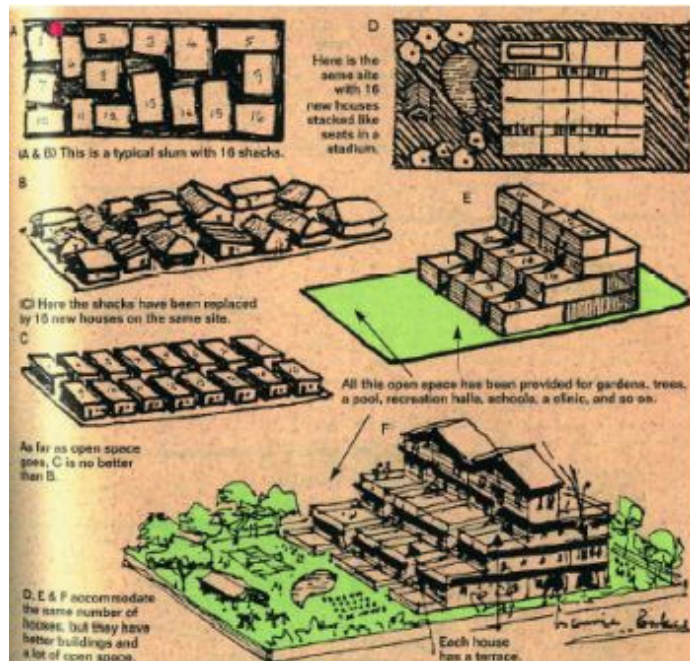 A
1
2
3
4
5
6
7
8
9
10
11
12
13
14
15
16
(A & B) This is a typical slum with 16 shacks.
D
Here is the
same site
with 16
new houses
stacked like
seats in a
stadium.
B
(C) Here the shacks have been replaced
by 16 new houses on the same site.
E
C
As far as open space
goes, C is no better
than B.
All this open space has been provided for gardens, trees,
a pool, recreation halls, schools, a clinic, and so on.
F
D, E & F accommodate
the same number of
houses, but they have
better buildings and
a lot of open space.
Each house
has a terrace.